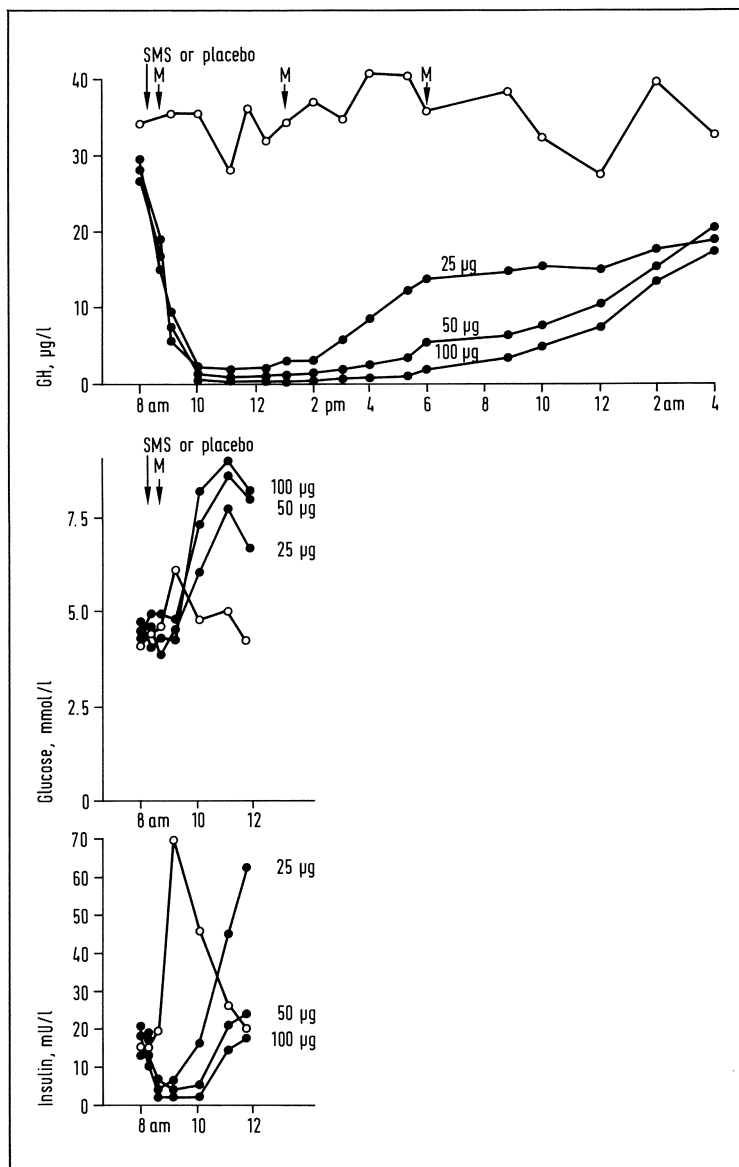 SMS or placebo
M M M
40
30
20
10
0
GH, µg/l
25 µg
50 µg
100 µg
8 am 10 12 2 pm 4 6 8 10 12 2 am 4
SMS or placebo
M
7.5
5.0
2.5
0
Glucose, mmol/l
100 µg
50 µg
25 µg
8 am 10 12
70
60
50
40
30
20
10
0
Insulin, mU/l
25 µg
50 µg
100 µg
8 am 10 12